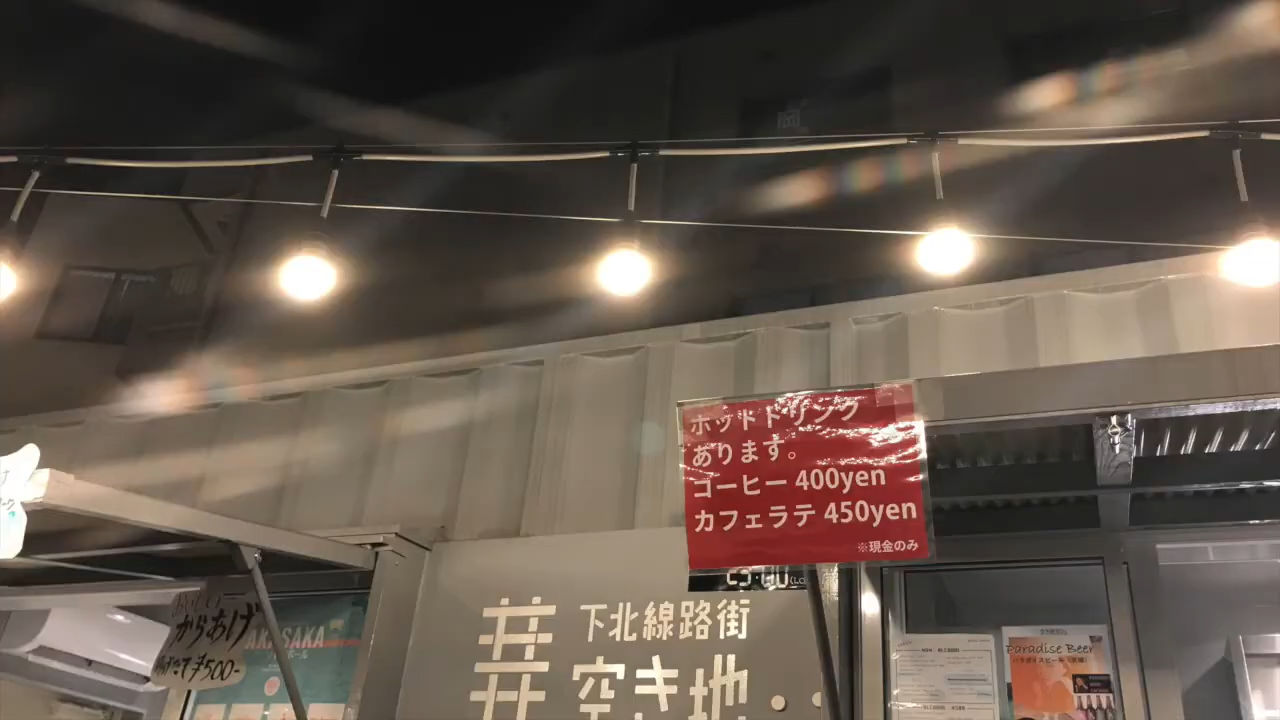 ホットドリンク
あります。
コーヒー 400yen
カフェラテ 450yen
※現金のみ
下北線路街
空き地
からあげ
¥500-
Paradise Beer